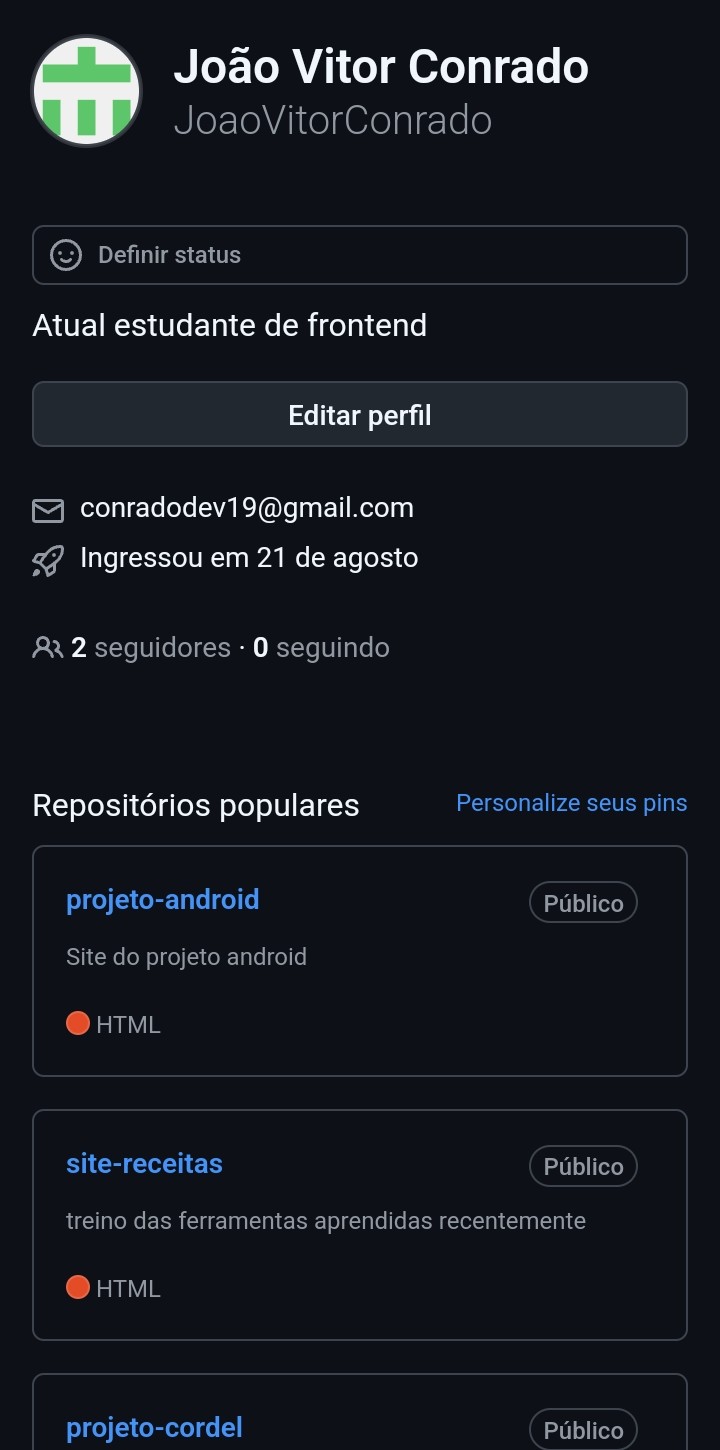 João Vitor Conrado
JoaoVitorConrado
Definir status
Atual estudante de frontend
Editar perfil
conradodev19@gmail.com
Ingressou em 21 de agosto
2 seguidores · 0 seguindo
Repositórios populares Personalize seus pins
projeto-android Público
Site do projeto android
HTML
site-receitas Público
treino das ferramentas aprendidas recentemente
HTML
projeto-cordel Público